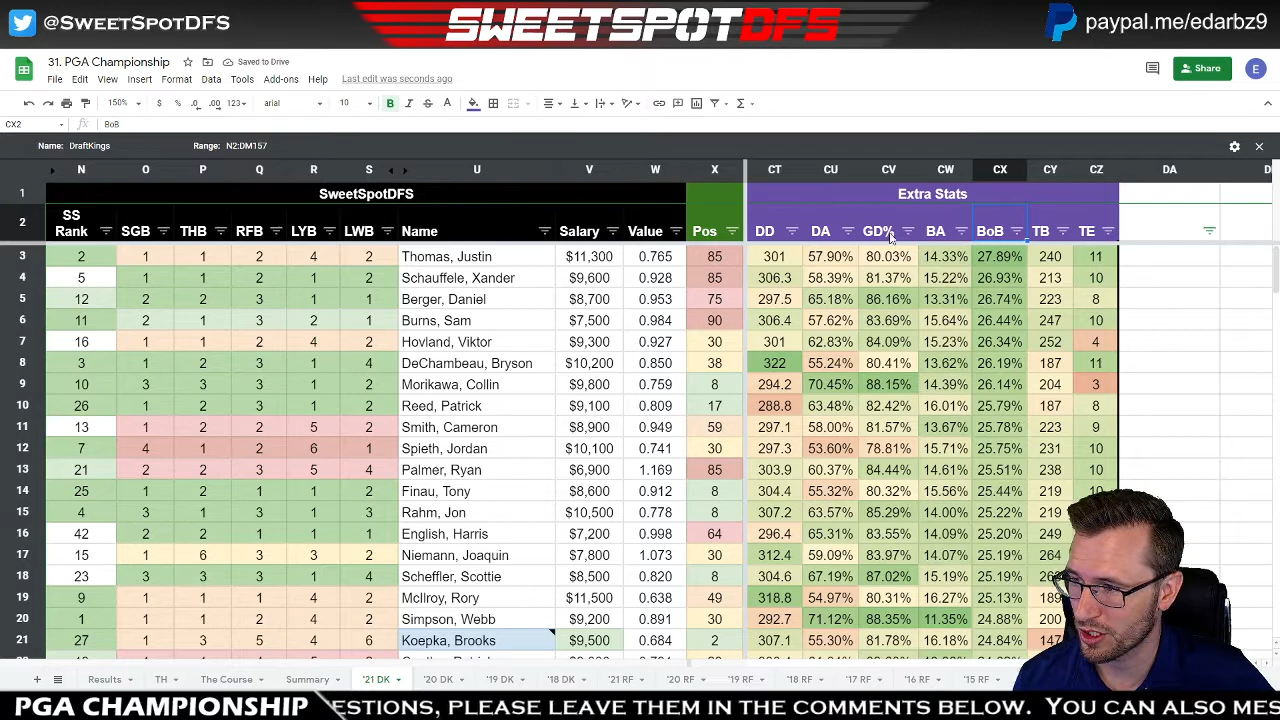 @SweetSpotDFS SWEETSPOTDFS paypal.me/edarbz9
31. PGA Championship Saved to Drive
File Edit View Insert Format Data Tools Add-ons Help Last edit was seconds ago
Share E
150% $ % .0 .00 123 arial 10 B I S A
CX2 fx BoB
Name: DraftKings Range: N2:DM157
N O P Q R S U V W X CT CU CV CW CX CY CZ DA
1 SweetSpotDFS Extra Stats
2 SS Rank SGB THB RFB LYB LWB Name Salary Value Pos DD DA GD% BA BoB TB TE
3 2 1 1 2 4 2 Thomas, Justin $11,300 0.765 85 301 57.90% 80.03% 14.33% 27.89% 240 11
4 5 1 1 2 4 2 Schauffele, Xander $9,600 0.928 85 306.3 58.39% 81.37% 15.22% 26.93% 213 10
5 12 2 2 3 1 1 Berger, Daniel $8,700 0.953 75 297.5 65.18% 86.16% 13.31% 26.74% 223 8
6 11 2 1 3 2 1 Burns, Sam $7,500 0.984 90 306.4 57.62% 83.69% 15.64% 26.44% 247 10
7 16 1 1 2 4 2 Hovland, Viktor $9,300 0.927 30 301 62.83% 84.09% 15.23% 26.34% 252 4
8 3 1 2 3 1 4 DeChambeau, Bryson $10,200 0.850 38 322 55.24% 80.41% 13.62% 26.19% 187 11
9 10 3 3 3 1 2 Morikawa, Collin $9,800 0.759 8 294.2 70.45% 88.15% 14.39% 26.14% 204 3
10 26 1 2 3 1 2 Reed, Patrick $9,100 0.809 17 288.8 63.48% 82.42% 16.01% 25.79% 187 8
11 13 1 2 2 5 2 Smith, Cameron $8,800 0.949 59 297.1 58.00% 81.57% 13.67% 25.78% 223 9
12 7 4 1 2 6 1 Spieth, Jordan $10,100 0.741 30 297.3 53.60% 78.81% 15.71% 25.75% 231 10
13 21 2 2 3 5 4 Palmer, Ryan $6,900 1.169 85 303.9 60.37% 84.44% 14.61% 25.51% 238 10
14 25 1 2 1 1 2 Finau, Tony $8,600 0.912 8 304.4 55.32% 80.32% 15.56% 25.44% 219 10
15 4 3 1 3 1 3 Rahm, Jon $10,500 0.778 8 307.2 63.57% 85.29% 14.00% 25.22% 219
16 42 2 2 1 1 2 English, Harris $7,200 0.998 64 296.4 60.31% 83.55% 14.09% 25.20% 249
17 15 1 6 3 3 2 Niemann, Joaquin $7,800 1.073 30 312.4 59.09% 83.97% 14.07% 25.19% 264
18 23 3 3 3 1 4 Scheffler, Scottie $8,500 0.820 8 304.6 67.19% 87.02% 15.19% 25.19%
19 9 1 1 2 4 2 McIlroy, Rory $11,500 0.638 49 318.8 54.97% 80.31% 16.27% 25.13% 189
20 1 1 1 2 4 2 Simpson, Webb $9,200 0.891 30 292.7 71.12% 88.35% 11.35% 24.88% 200
21 27 1 3 5 4 6 Koepka, Brooks $9,500 0.684 2 307.1 55.30% 81.78% 16.18% 24.84% 147
Results TH The Course Summary '21 DK '20 DK '19 DK '18 DK '21 RF '20 RF '19 RF '18 RF '17 RF '16 RF '15 RF
PGA CHAMPIONSHIP ESTIONS, PLEASE LEAVE THEM IN THE COMMENTS BELOW. YOU CAN ALSO MES